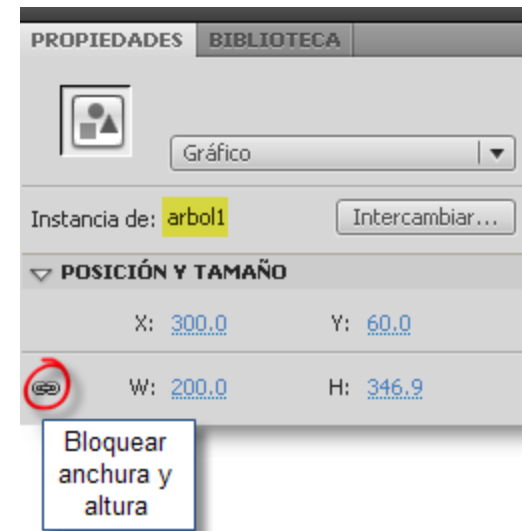 PROPIEDADES BIBLIOTECA
Gráfico
Instancia de: arbol1 Intercambiar...
POSICIÓN Y TAMAÑO
X: 300.0 Y: 60.0
W: 200.0 H: 346.9
Bloquear
anchura y
altura